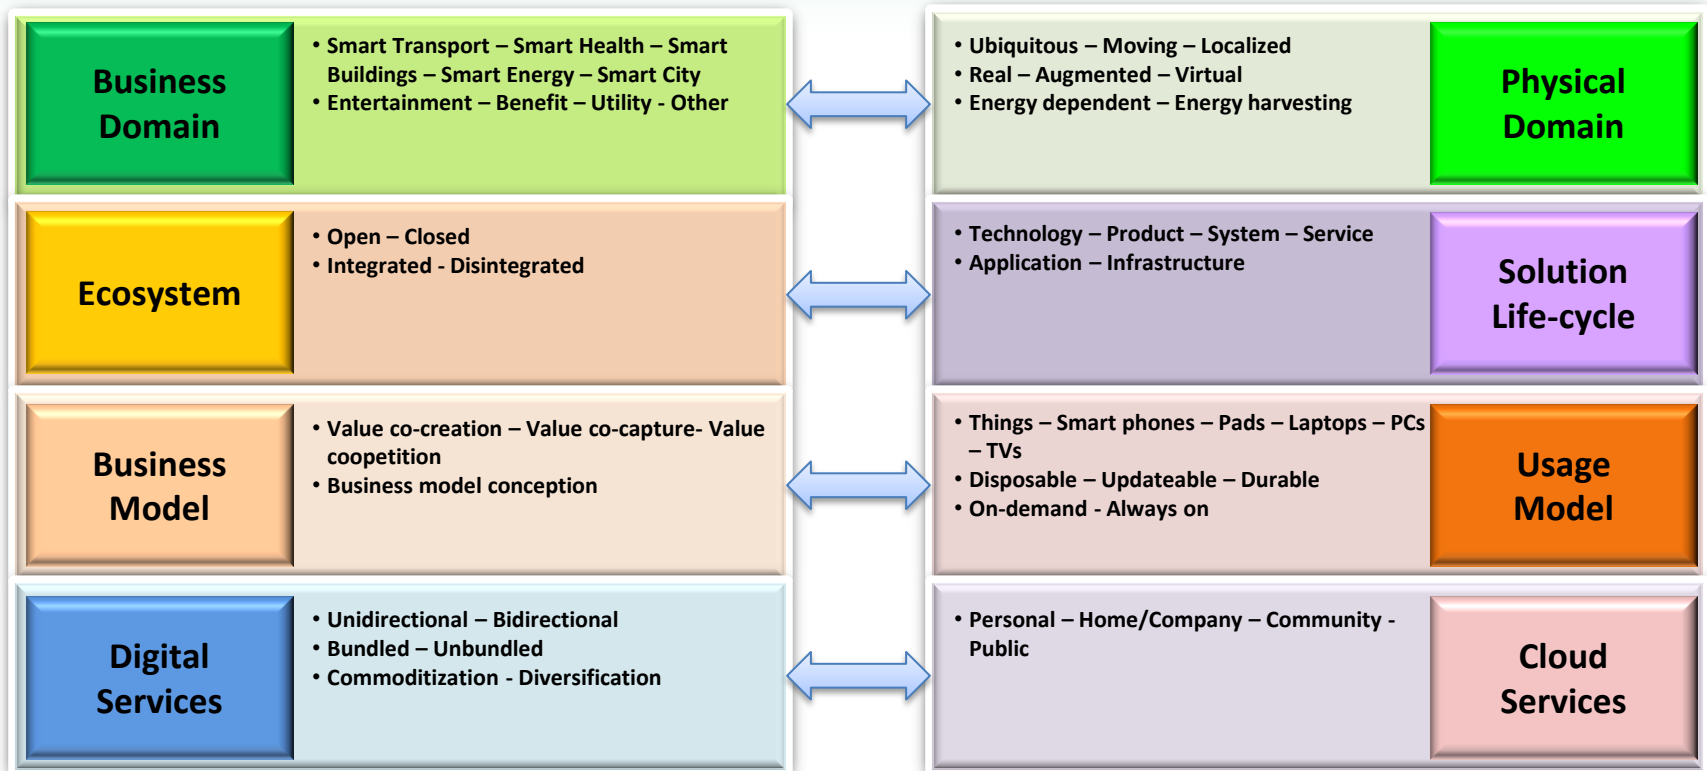 Business
Domain
• Smart Transport – Smart Health – Smart
Buildings – Smart Energy – Smart City
• Entertainment – Benefit – Utility - Other
• Ubiquitous – Moving – Localized
• Real – Augmented – Virtual
• Energy dependent – Energy harvesting
Physical
Domain
Ecosystem
• Open – Closed
• Integrated - Disintegrated
• Technology – Product – System – Service
• Application – Infrastructure
Solution
Life-cycle
Business
Model
• Value co-creation – Value co-capture- Value
coopetition
• Business model conception
• Things – Smart phones – Pads – Laptops – PCs
– TVs
• Disposable – Updateable – Durable
• On-demand - Always on
Usage
Model
Digital
Services
• Unidirectional – Bidirectional
• Bundled – Unbundled
• Commoditization - Diversification
• Personal – Home/Company – Community -
Public
Cloud
Services